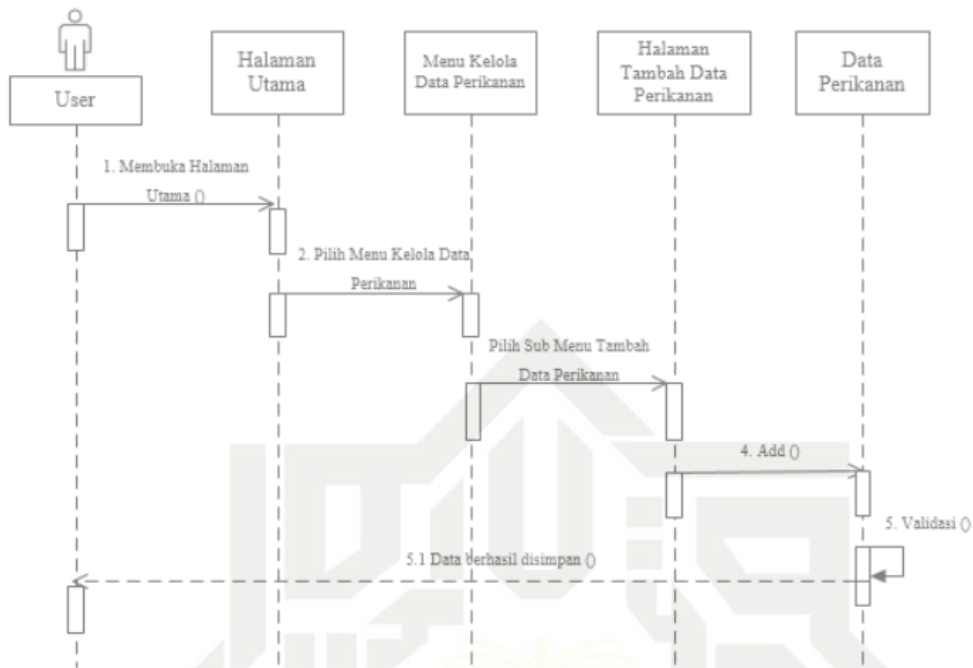 User
Halaman
Utama
Menu Kelola
Data Perikanan
Halaman
Tambah Data
Perikanan
Data
Perikanan
1. Membuka Halaman
Utama ()
2. Pilih Menu Kelola Data
Perikanan
Pilih Sub Menu Tambah
Data Perikanan
4. Add ()
5. Validasi ()
5.1 Data berhasil disimpan ()